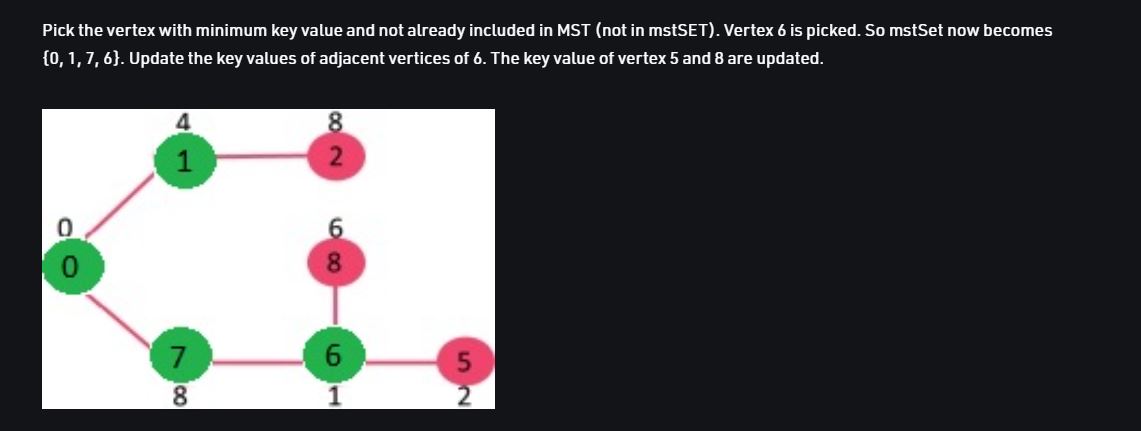 Pick the vertex with minimum key value and not already included in MST (not in mstSET). Vertex 6 is picked. So mstSet now becomes
{0, 1, 7, 6}. Update the key values of adjacent vertices of 6. The key value of vertex 5 and 8 are updated.
4 8
1 2
0 6
0 8
7 6 5
8 1 2